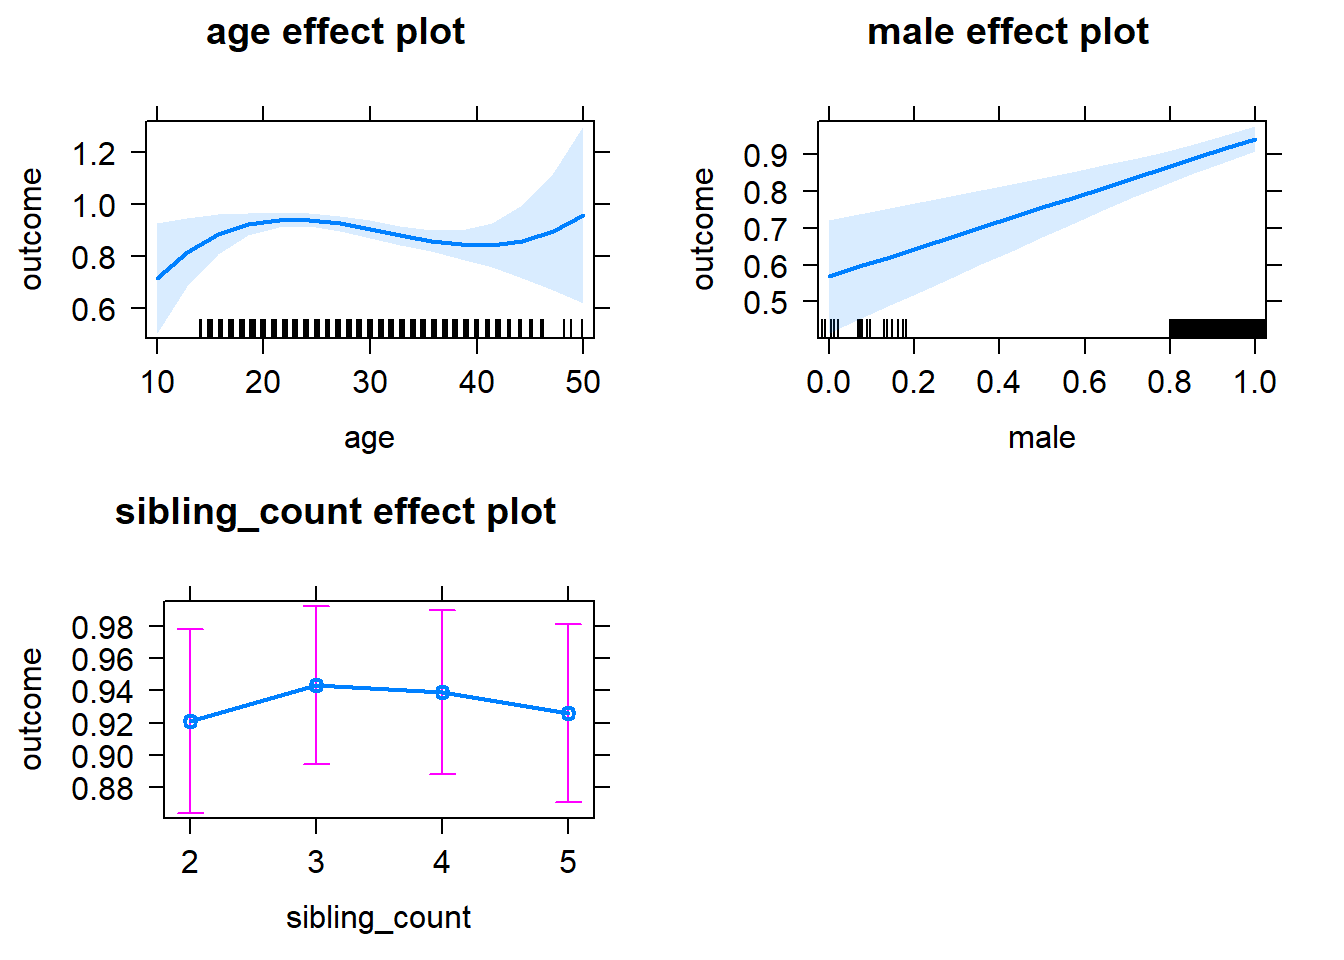 age effect plot
outcome
1.2
1.0
0.8
0.6
10 20 30 40 50
age
male effect plot
outcome
0.9
0.8
0.7
0.6
0.5
0.0 0.2 0.4 0.6 0.8 1.0
male
sibling_count effect plot
outcome
0.98
0.96
0.94
0.92
0.90
0.88
2 3 4 5
sibling_count